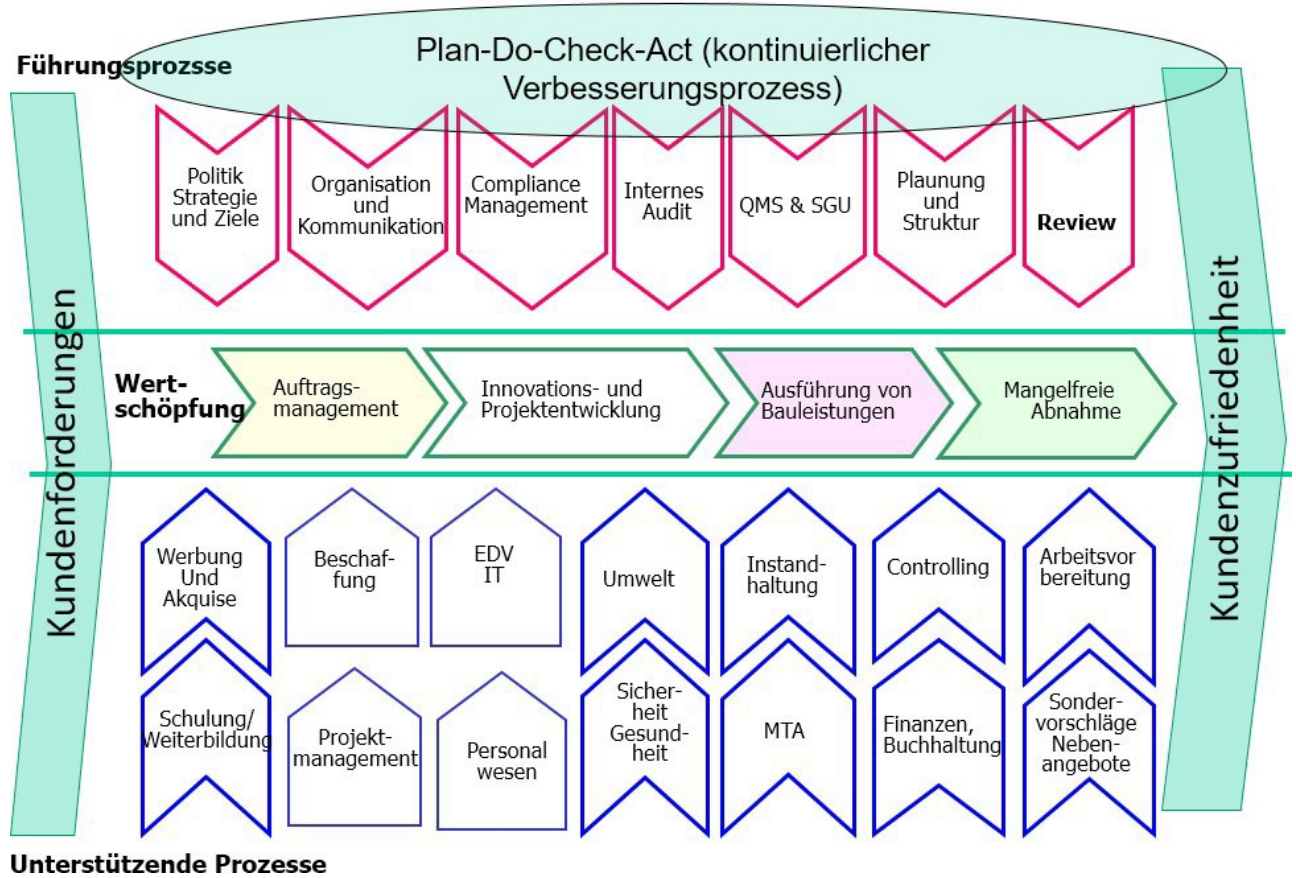 Plan-Do-Check-Act (kontinuierlicher
Verbesserungsprozess)
Führungsprozsse
Politik
Strategie
und Ziele
Organisation
und
Kommunikation
Compliance
Management
Internes
Audit
QMS & SGU
Plaunung
und
Struktur
Review
Kundenforderungen
Kundenzufriedenheit
Wert-
schöpfung
Auftrags-
management
Innovations- und
Projektentwicklung
Ausführung von
Bauleistungen
Mangelfreie
Abnahme
Werbung
Und
Akquise
Beschaf-
fung
EDV
IT
Umwelt
Instand-
haltung
Controlling
Arbeitsvor
bereitung
Schulung/
Weiterbildung
Projekt-
management
Personal
wesen
Sicher-
heit
Gesund-
heit
MTA
Finanzen,
Buchhaltung
Sonder-
vorschläge
Neben-
angebote
Unterstützende Prozesse